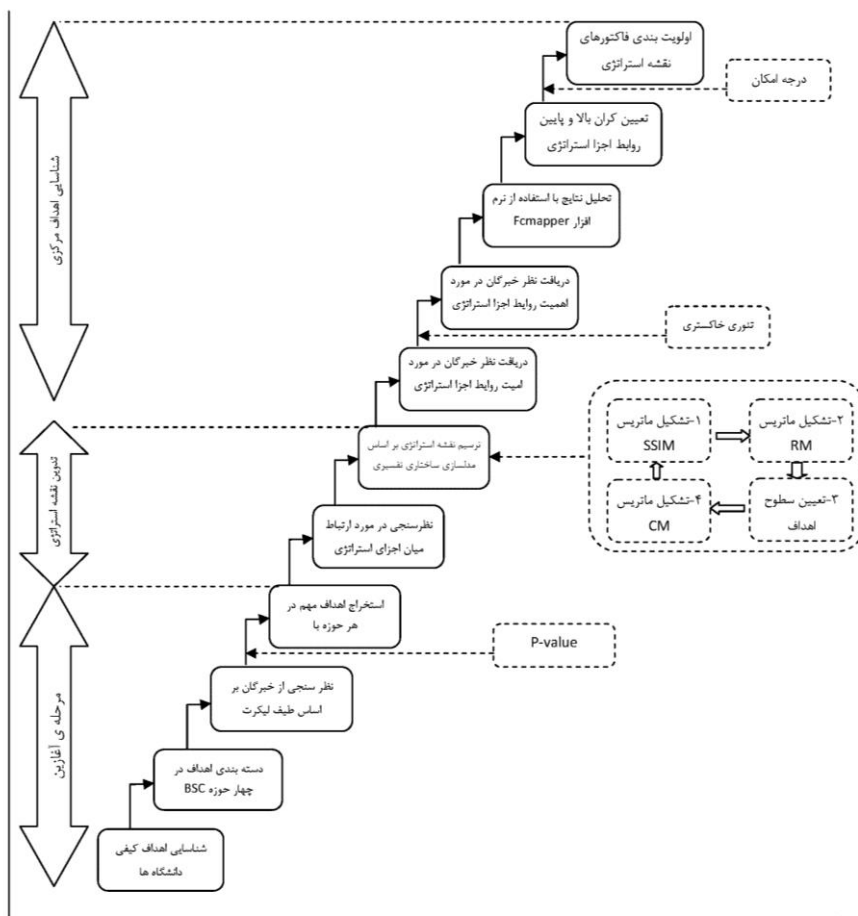 اولویت بندی فاکتورهای
نقشه استراتژی
درجه امکان
تعیین کران بالا و پایین
روابط اجزا استراتژی
تحلیل نتایج با استفاده از نرم
افزار Fcmapper
شناسایی اهداف مرکزی
دریافت نظر خبرگان در مورد
اهمیت روابط اجزا استراتژی
تئوری خاکستری
دریافت نظر خبرگان در مورد
امیت روابط اجزا استراتژی
۱-تشکیل ماتریس
SSIM
۲-تشکیل ماتریس
RM
ترسیم نقشه استراتژی بر اساس
مدلسازی ساختاری تفسیری
تدوین نقشه استراتژی
۳-تعیین سطوح
اهداف
۴-تشکیل ماتریس
CM
نظرسنجی در مورد ارتباط
میان اجزای استراتژی
استخراج اهداف مهم در
هر حوزه با
P-value
نظر سنجی از خبرگان بر
اساس طیف لیکرت
مرحله ی آغازین
دسته بندی اهداف در
چهار حوزه BSC
شناسایی اهداف کیفی
دانشگاه ها